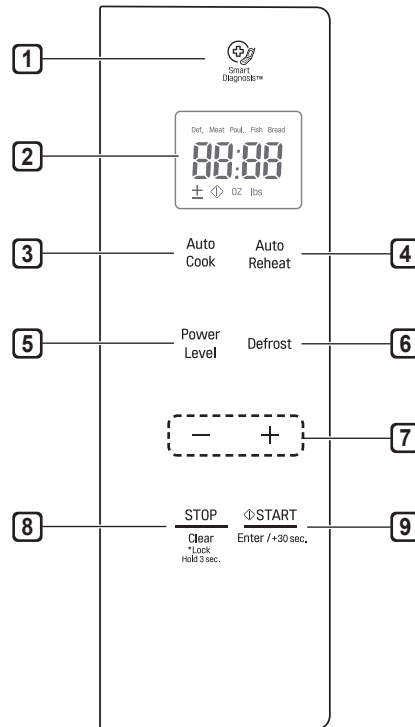 1
Smart
Diagnosis™
2
Def. Meat Poul. Fish Bread
88:88
± OZ lbs
3
Auto
Cook
Auto
Reheat
4
5
Power
Level
Defrost
6
− +
7
8
STOP
Clear
*Lock
Hold 3 sec.
START
Enter /+30 sec.
9